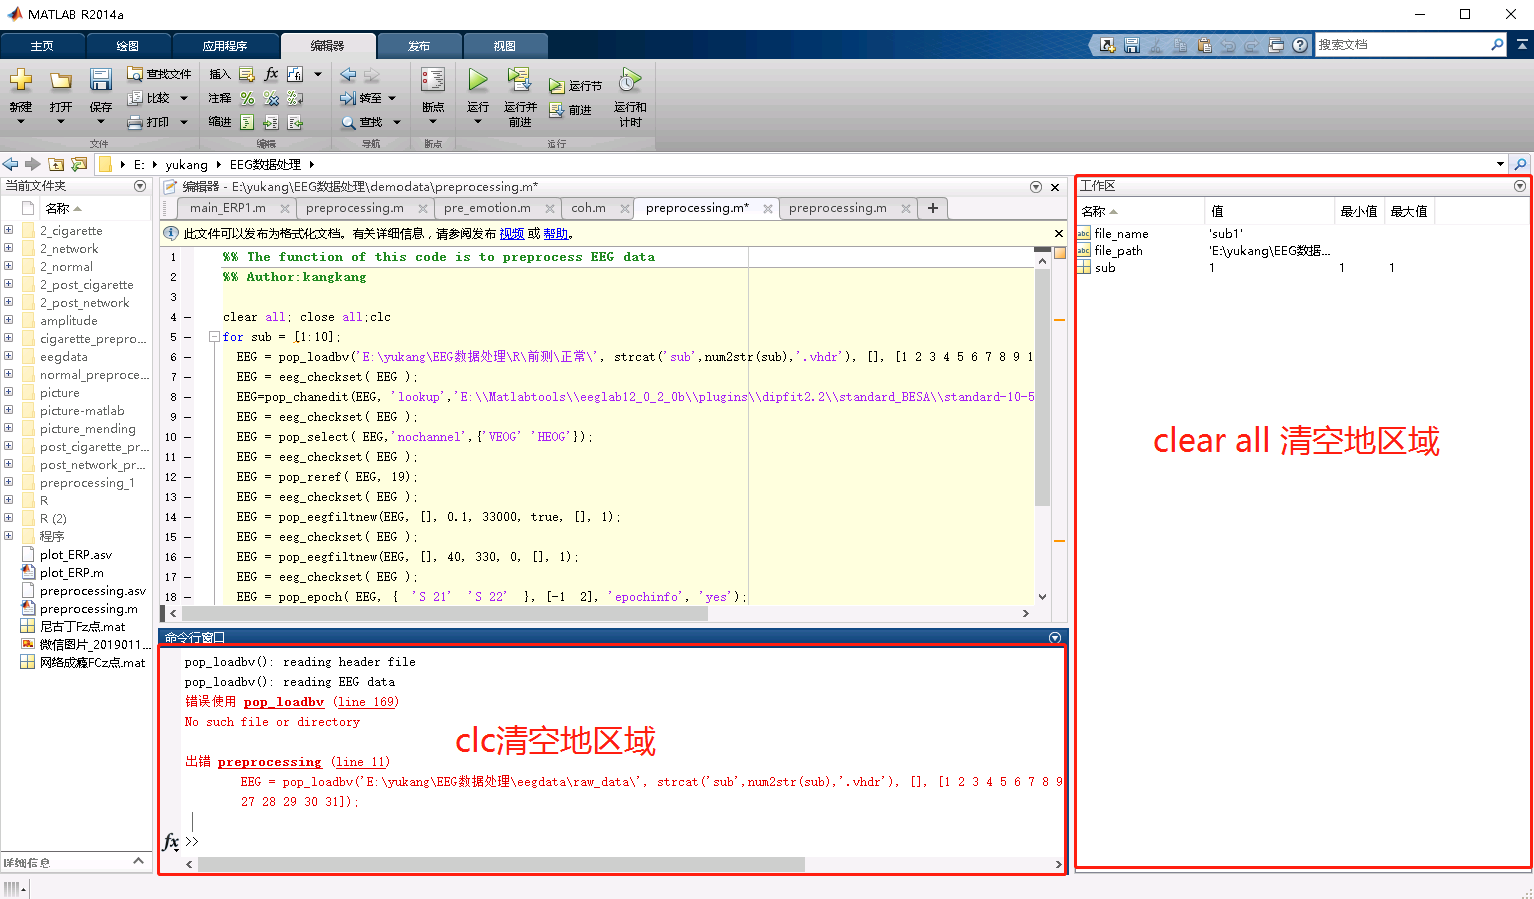 MATLAB R2014a
主页
绘图
应用程序
编辑器
发布
视图
搜索文档
新建
打开
保存
查找文件
比较
打印
文件
插入
注释
缩进
编辑
转至
查找
导航
断点
断点
运行
运行并
前进
运行节
前进
运行和
计时
运行
E: yukang EEG数据处理
当前文件夹
名称
2_cigarette
2_network
2_normal
2_post_cigarette
2_post_network
amplitude
cigarette_prepro...
eegdata
normal_preproce...
picture
picture-matlab
picture_mending
post_cigarette_pr...
post_network_pr...
preprocessing_1
R
R (2)
程序
plot_ERP.asv
plot_ERP.m
preprocessing.asv
preprocessing.m
尼古丁Fz点.mat
微信图片_201901 1...
网络成瘾FCz点.mat
详细信息
编辑器 - E:\yukang\EEG数据处理\demodata\preprocessing.m*
main_ERP1.m
preprocessing.m
pre_emotion.m
coh.m
preprocessing.m*
preprocessing.m
此文件可以发布为格式化文档。有关详细信息，请参阅发布 视频 或 帮助。
1 %% The function of this code is to preprocess EEG data
2 %% Author:kangkang
3
4 clear all; close all;clc
5 for sub = [1:10];
6 EEG = pop_loadbv('E:\yukang\EEG数据处理\R\前测\正常\', strcat('sub',num2str(sub),'.vhdr'), [], [1 2 3 4 5 6 7 8 9 1
7 EEG = eeg_checkset( EEG );
8 EEG=pop_chanedit(EEG, 'lookup','E:\\Matlabtools\\eeglab12_0_2_0b\\plugins\\dipfit2.2\\standard_BESA\\standard-10-5
9 EEG = eeg_checkset( EEG );
10 EEG = pop_select( EEG,'nochannel',{'VEOG' 'HEOG'});
11 EEG = eeg_checkset( EEG );
12 EEG = pop_reref( EEG, 19);
13 EEG = eeg_checkset( EEG );
14 EEG = pop_eegfiltnew(EEG, [], 0.1, 33000, true, [], 1);
15 EEG = eeg_checkset( EEG );
16 EEG = pop_eegfiltnew(EEG, [], 40, 330, 0, [], 1);
17 EEG = eeg_checkset( EEG );
18 EEG = pop_epoch( EEG, { 'S 21' 'S 22' }, [-1 2], 'epochinfo', 'yes');
命令行窗口
pop_loadbv(): reading header file
pop_loadbv(): reading EEG data
错误使用 pop_loadbv (line 169)
No such file or directory
clc清空地区域
出错 preprocessing (line 11)
EEG = pop_loadbv('E:\yukang\EEG数据处理\eegdata\raw_data\', strcat('sub',num2str(sub),'.vhdr'), [], [1 2 3 4 5 6 7 8 9
27 28 29 30 31]);
fx >>
工作区
名称 值 最小值 最大值
file_name 'sub1'
file_path 'E:\yukang\EEG数据...
sub 1 1 1
clear all 清空地区域